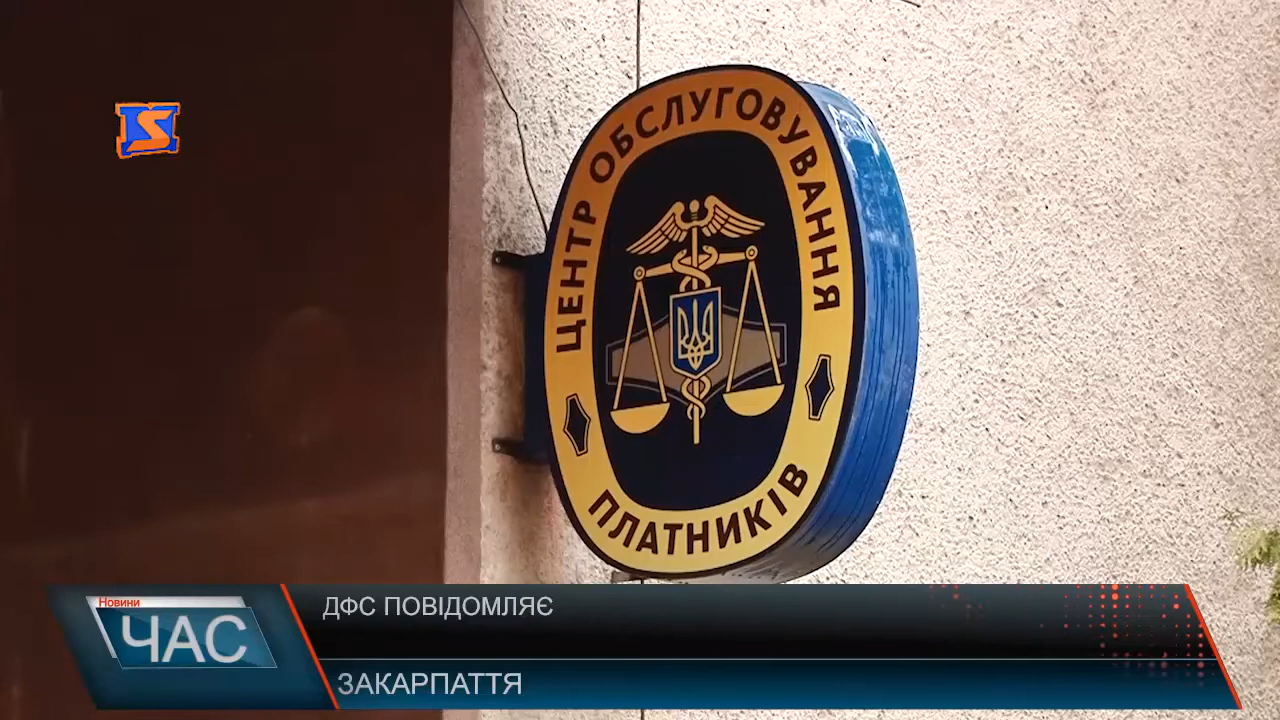 ЦЕНТР ОБСЛУГОВУВАННЯ
ПЛАТНИКІВ
Новини
ЧАС
ДФС ПОВІДОМЛЯЄ
ЗАКАРПАТТЯ